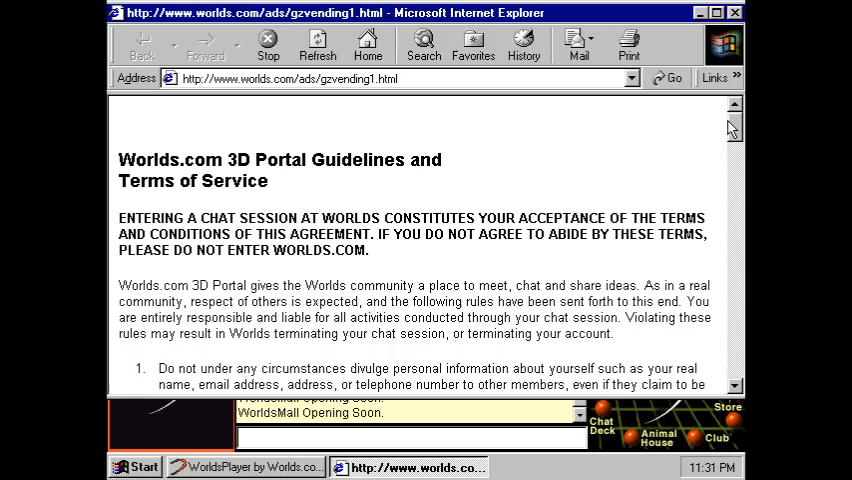 http://www.worlds.com/ads/gzvending1.html - Microsoft Internet Explorer
Back Forward Stop Refresh Home Search Favorites History Mail Print
Address http://www.worlds.com/ads/gzvending1.html Go Links »
Worlds.com 3D Portal Guidelines and
Terms of Service
ENTERING A CHAT SESSION AT WORLDS CONSTITUTES YOUR ACCEPTANCE OF THE TERMS
AND CONDITIONS OF THIS AGREEMENT. IF YOU DO NOT AGREE TO ABIDE BY THESE TERMS,
PLEASE DO NOT ENTER WORLDS.COM.
Worlds.com 3D Portal gives the Worlds community a place to meet, chat and share ideas. As in a real
community, respect of others is expected, and the following rules have been sent forth to this end. You
are entirely responsible and liable for all activities conducted through your chat session. Violating these
rules may result in Worlds terminating your chat session, or terminating your account.
1. Do not under any circumstances divulge personal information about yourself such as your real
name, email address, address, or telephone number to other members, even if they claim to be
WorldsMall Opening Soon.
WorldsMall Opening Soon.
Store
Chat
Deck
Animal
House
Club
Start WorldsPlayer by Worlds.co... http://www.worlds.co... 11:31 PM